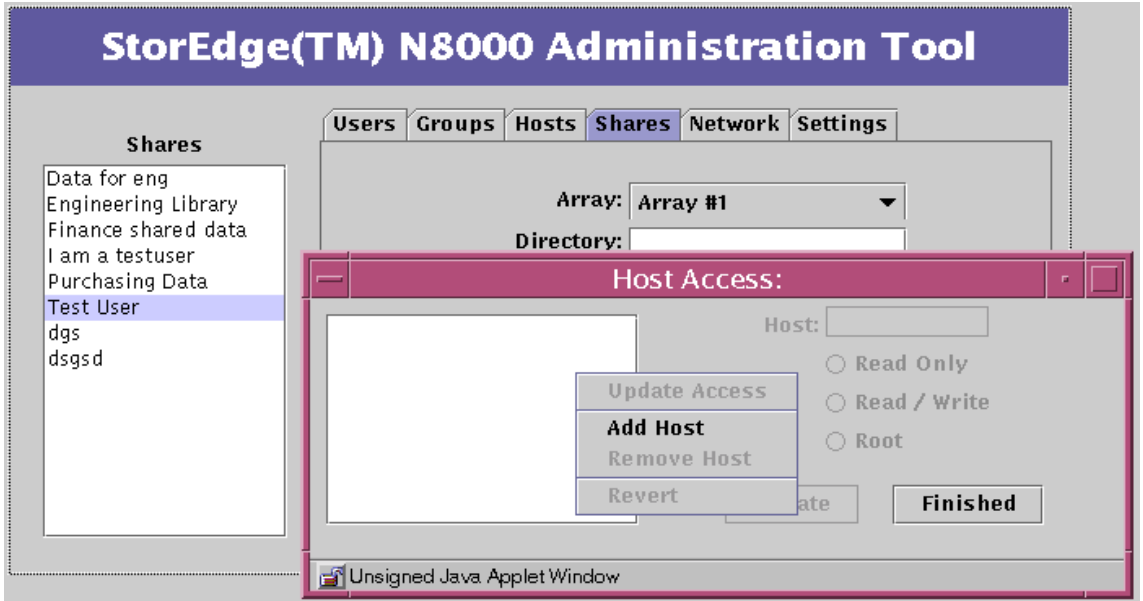 StorEdge(TM) N8000 Administration Tool
Users Groups Hosts Shares Network Settings
Shares
Data for eng
Engineering Library
Finance shared data
I am a testuser
Purchasing Data
Test User
dgs
dsgsd
Array: Array #1
Directory:
Host Access:
Host:
Read Only
Read / Write
Root
Update Access
Add Host
Remove Host
Revert
ate
Finished
Unsigned Java Applet Window